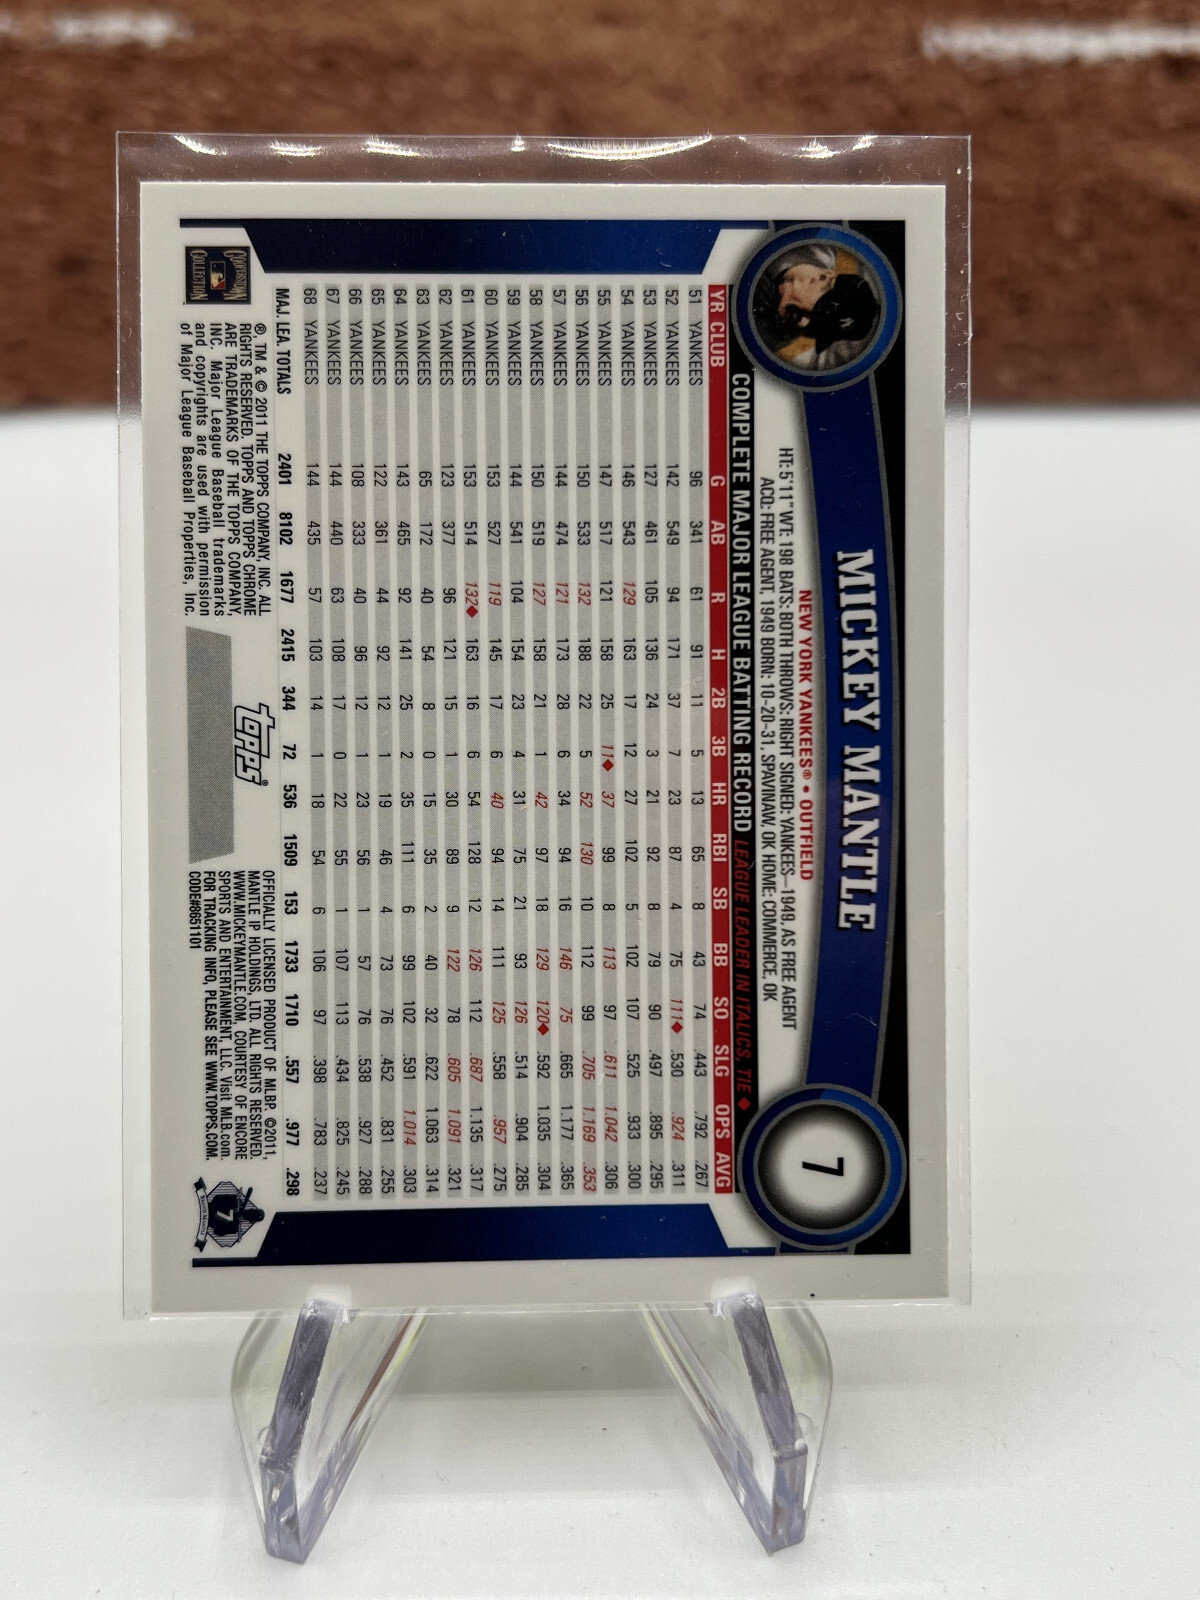 MICKEY MANTLE
7
NEW YORK YANKEES® • OUTFIELD
HT: 5'11" WT: 198 BATS: BOTH THROWS: RIGHT SIGNED: YANKEES—1949, AS FREE AGENT
ACQ: FREE AGENT, 1949 BORN: 10-20-31, SPAVINAW, OK HOME: COMMERCE, OK
COMPLETE MAJOR LEAGUE BATTING RECORD LEAGUE LEADER IN ITALICS, TIE ♦
YR CLUB G AB R H 2B 3B HR RBI SB BB SO SLG OPS AVG
51 YANKEES 96 341 61 91 11 5 13 65 8 43 74 .443 .792 .267
52 YANKEES 142 549 94 171 37 7 23 87 4 75 111♦ .530 .924 .311
53 YANKEES 127 461 105 136 24 3 21 92 8 79 90 .497 .895 .295
54 YANKEES 146 543 129 163 17 12 27 102 5 102 107 .525 .933 .300
55 YANKEES 147 517 121 158 25 11♦ 37 99 8 113 97 .611 1.042 .306
56 YANKEES 150 533 132 188 22 5 52 130 10 112 99 .705 1.169 .353
57 YANKEES 144 474 121 173 28 6 34 94 16 146 75 .665 1.177 .365
58 YANKEES 150 519 127 158 21 1 42 97 18 129 120♦ .592 1.035 .304
59 YANKEES 144 541 104 154 23 4 31 75 21 93 126 .514 .904 .285
60 YANKEES 153 527 119 145 17 6 40 94 14 111 125 .558 .957 .275
61 YANKEES 153 514 132♦ 163 16 6 54 128 12 126 112 .687 1.135 .317
62 YANKEES 123 377 96 121 15 1 30 89 9 122 78 .605 1.091 .321
63 YANKEES 65 172 40 54 8 0 15 35 2 40 32 .622 1.063 .314
64 YANKEES 143 465 92 141 25 2 35 111 6 99 102 .591 1.014 .303
65 YANKEES 122 361 44 92 12 1 19 46 4 73 76 .452 .831 .255
66 YANKEES 108 333 40 96 12 1 23 56 1 57 76 .538 .927 .288
67 YANKEES 144 440 63 108 17 0 22 55 1 107 113 .434 .825 .245
68 YANKEES 144 435 57 103 14 1 18 54 6 106 97 .398 .783 .237
MAJ. LEA. TOTALS 2401 8102 1677 2415 344 72 536 1509 153 1733 1710 .557 .977 .298
COOPERSTOWN
COLLECTION
®, TM & © 2011 THE TOPPS COMPANY, INC. ALL
RIGHTS RESERVED. TOPPS AND TOPPS CHROME
ARE TRADEMARKS OF THE TOPPS COMPANY,
INC. Major League Baseball trademarks
and copyrights are used with permission
of Major League Baseball Properties, Inc.
topps®
OFFICIALLY LICENSED PRODUCT OF MLBP. ©2011,
MANTLE IP HOLDINGS, LTD. ALL RIGHTS RESERVED.
WWW.MICKEYMANTLE.COM, COURTESY OF ENCORE
SPORTS AND ENTERTAINMENT, LLC. Visit MLB.com.
FOR TRACKING INFO, PLEASE SEE WWW.TOPPS.COM.
CODE#8651101
7
MICKEY MANTLE